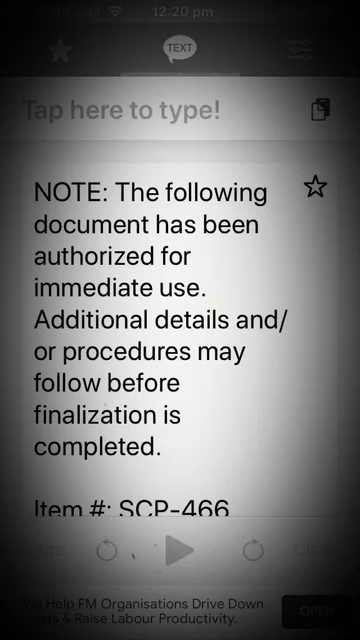 12:20 pm
TEXT
Tap here to type!
NOTE: The following
document has been
authorized for
immediate use.
Additional details and/
or procedures may
follow before
finalization is
completed.
Item #: SCP-466
We Help FM Organisations Drive Down
& Raise Labour Productivity.
OPEN